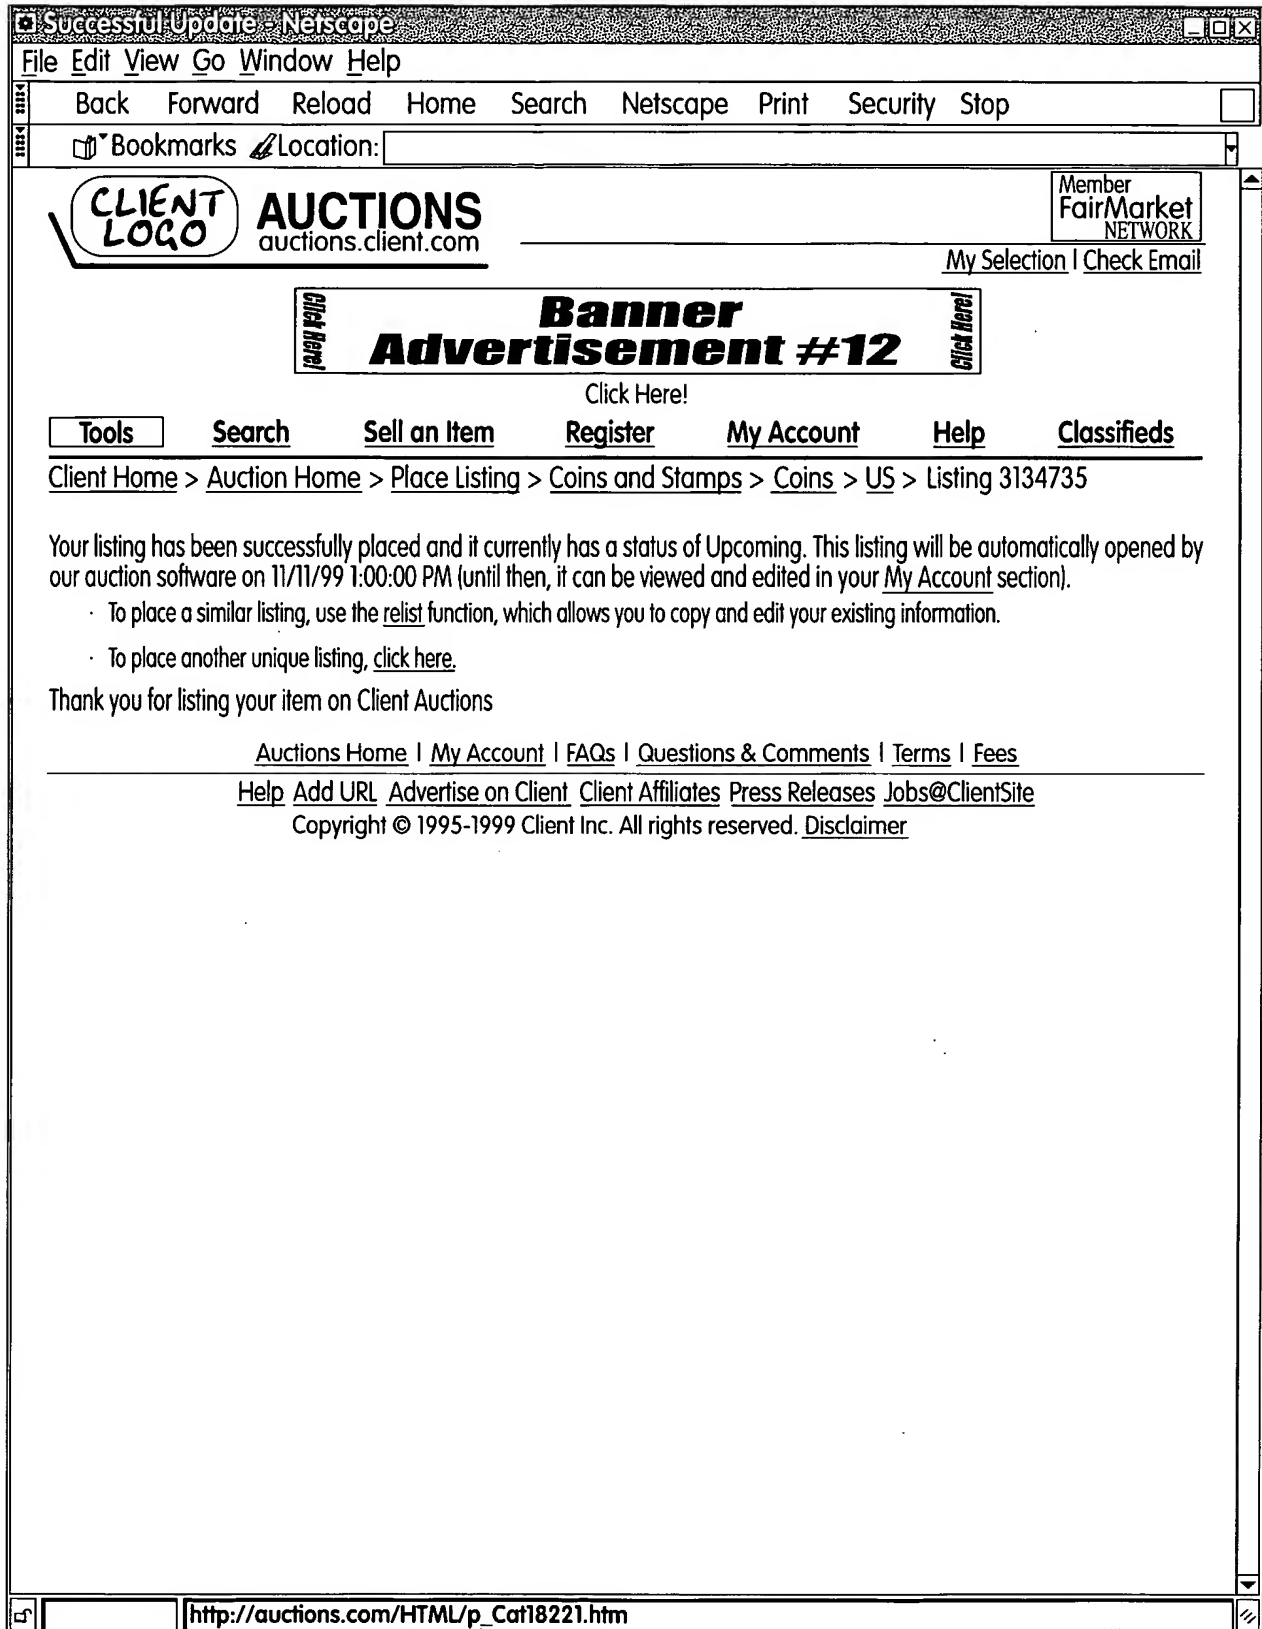 Successful Update - Netscape
File Edit View Go Window Help
Back Forward Reload Home Search Netscape Print Security Stop
Bookmarks Location:
CLIENT LOGO
AUCTIONS
auctions.client.com
Member
FairMarket
NETWORK
My Selection | Check Email
Click Here!
Banner
Advertisement #12
Click Here!
Click Here!
Tools Search Sell an Item Register My Account Help Classifieds
Client Home > Auction Home > Place Listing > Coins and Stamps > Coins > US > Listing 3134735
Your listing has been successfully placed and it currently has a status of Upcoming. This listing will be automatically opened by
our auction software on 11/11/99 1:00:00 PM (until then, it can be viewed and edited in your My Account section).
· To place a similar listing, use the relist function, which allows you to copy and edit your existing information.
· To place another unique listing, click here.
Thank you for listing your item on Client Auctions
Auctions Home | My Account | FAQs | Questions & Comments | Terms | Fees
Help Add URL Advertise on Client Client Affiliates Press Releases Jobs@ClientSite
Copyright © 1995-1999 Client Inc. All rights reserved. Disclaimer
http://auctions.com/HTML/p_Cat18221.htm